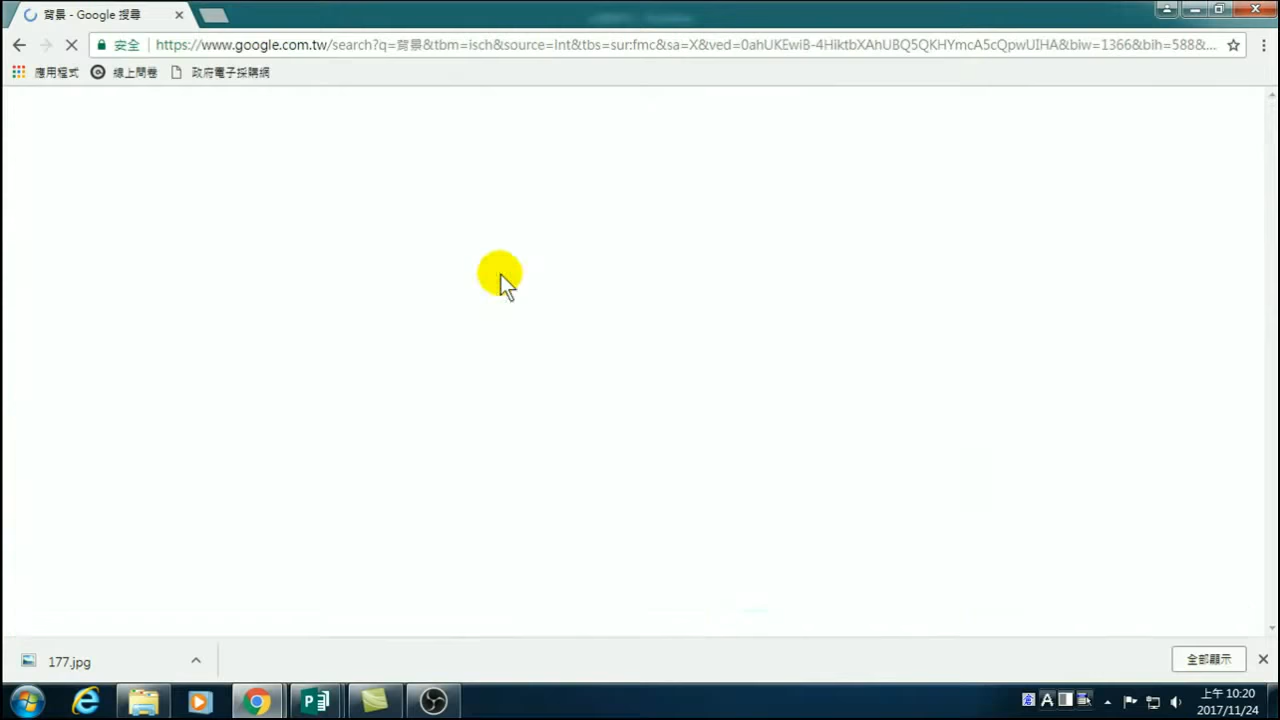 背景 - Google 搜尋
安全 https://www.google.com.tw/search?q=背景&tbm=isch&source=lnt&tbs=sur:fmc&sa=X&ved=0ahUKEwiB-4HiktbXAhUBQ5QKHYmcA5cQpwUIHA&biw=1366&bih=588&...
應用程式 線上問卷 政府電子採購網
177.jpg 全部顯示
上午 10:20
2017/11/24